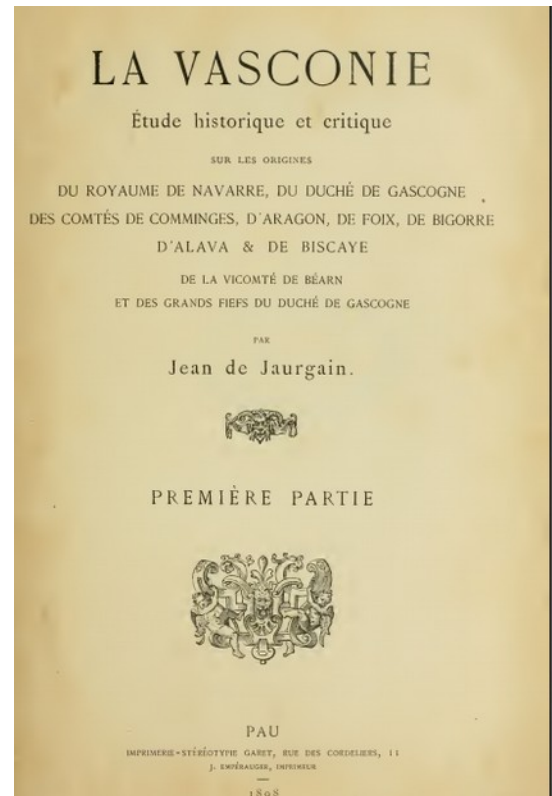 LA VASCONIE
Étude historique et critique
SUR LES ORIGINES
DU ROYAUME DE NAVARRE, DU DUCHÉ DE GASCOGNE
DES COMTÉS DE COMMINGES, D'ARAGON, DE FOIX, DE BIGORRE
D'ALAVA & DE BISCAYE
DE LA VICOMTÉ DE BÉARN
ET DES GRANDS FIEFS DU DUCHÉ DE GASCOGNE
PAR
Jean de Jaurgain.
PREMIÈRE PARTIE
PAU
IMPRIMERIE-STÉRÉOTYPIE GARET, RUE DES CORDELIERS, 11
J. EMPÉRAUGER, IMPRIMEUR
1898